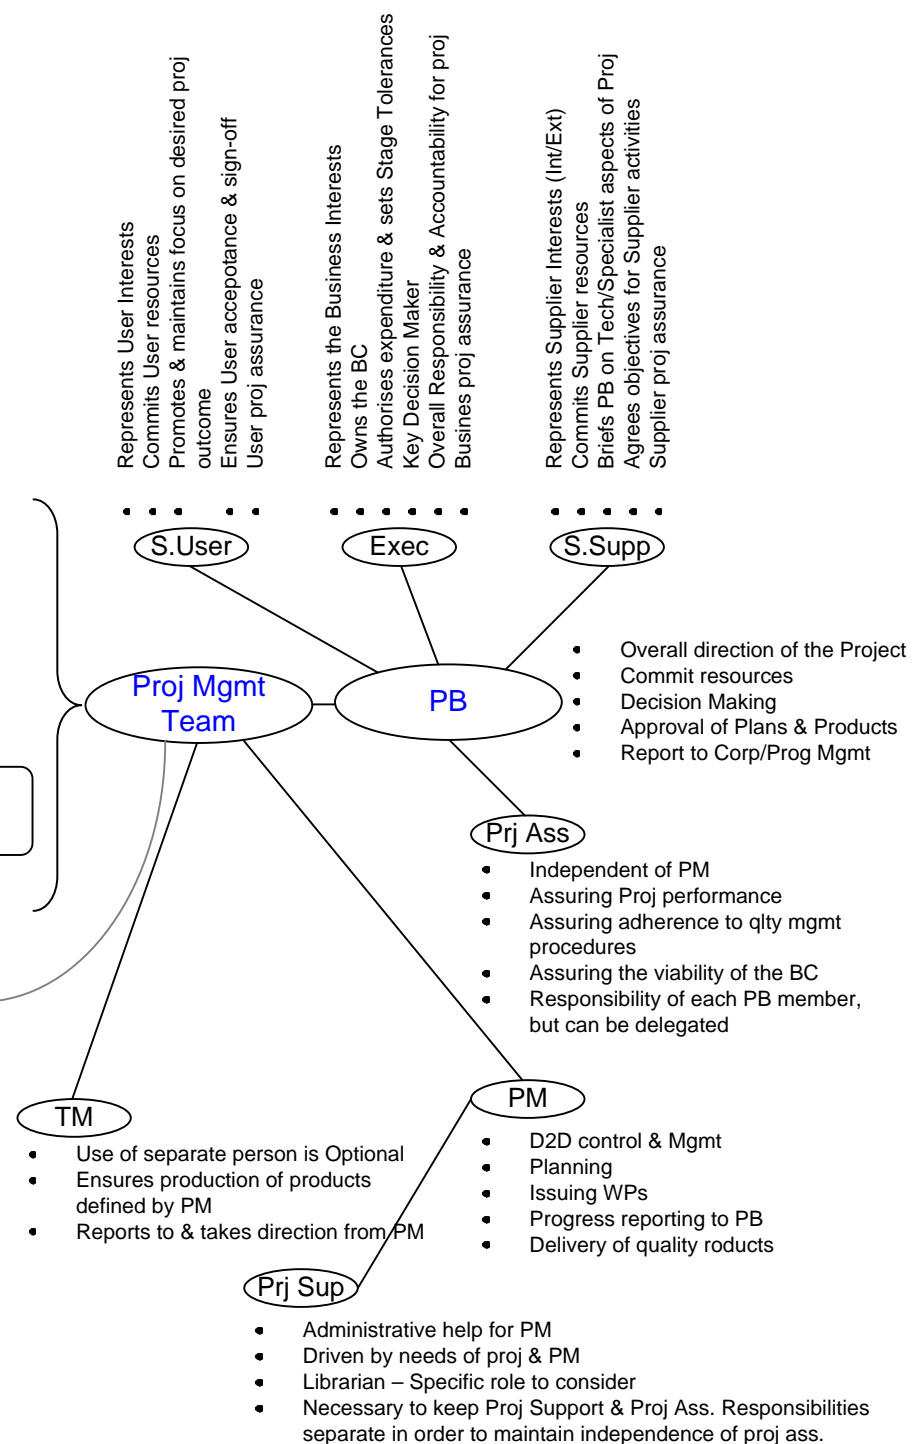 Represents User Interests
Commits User resources
Promotes & maintains focus on desired proj
outcome
Ensures User accepotance & sign-off
User proj assurance
Represents the Business Interests
Owns the BC
Authorises expenditure & sets Stage Tolerances
Key Decision Maker
Overall Responsibility & Accountability for proj
Busines proj assurance
Represents Supplier Interests (Int/Ext)
Commits Supplier resources
Briefs PB on Tech/Specialist aspects of Proj
Agrees objectives for Supplier activities
Supplier proj assurance
S.User
Exec
S.Supp
Proj Mgmt
Team
PB
• Overall direction of the Project
• Commit resources
• Decision Making
• Approval of Plans & Products
• Report to Corp/Prog Mgmt
Prj Ass
• Independent of PM
• Assuring Proj performance
• Assuring adherence to qlty mgmt
procedures
• Assuring the viability of the BC
• Responsibility of each PB member,
but can be delegated
TM
• Use of separate person is Optional
• Ensures production of products
defined by PM
• Reports to & takes direction from PM
PM
• D2D control & Mgmt
• Planning
• Issuing WPs
• Progress reporting to PB
• Delivery of quality roducts
Prj Sup
• Administrative help for PM
• Driven by needs of proj & PM
• Librarian – Specific role to consider
• Necessary to keep Proj Support & Proj Ass. Responsibilities
separate in order to maintain independence of proj ass.